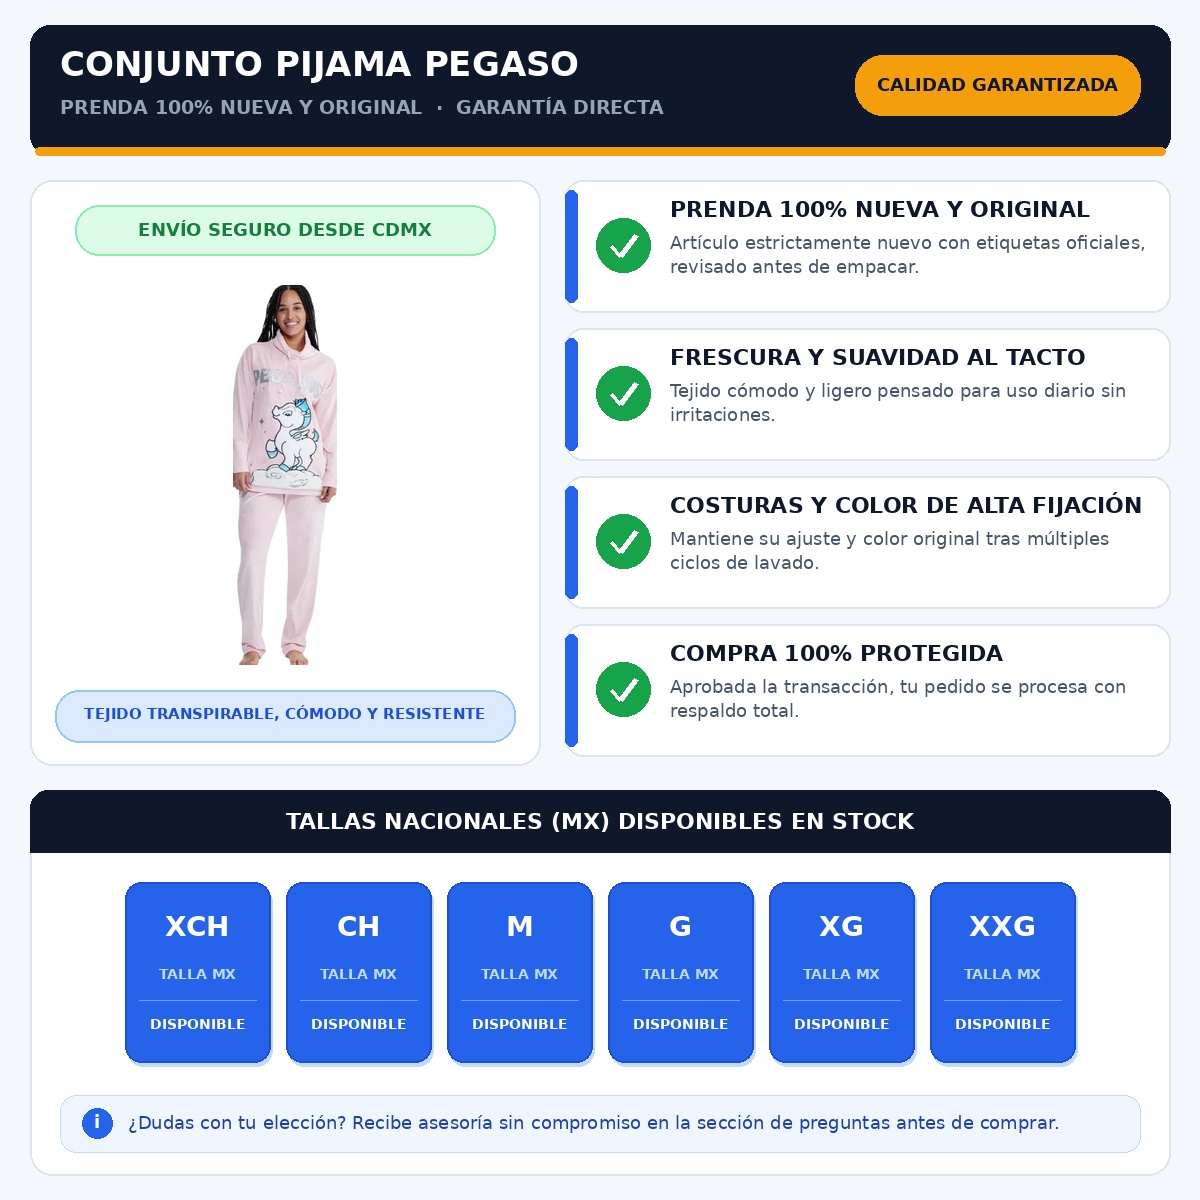 CONJUNTO PIJAMA PEGASO
PRENDA 100% NUEVA Y ORIGINAL · GARANTÍA DIRECTA
CALIDAD GARANTIZADA
ENVÍO SEGURO DESDE CDMX
TEJIDO TRANSPIRABLE, CÓMODO Y RESISTENTE
PRENDA 100% NUEVA Y ORIGINAL
Artículo estrictamente nuevo con etiquetas oficiales,
revisado antes de empacar.
FRESCURA Y SUAVIDAD AL TACTO
Tejido cómodo y ligero pensado para uso diario sin
irritaciones.
COSTURAS Y COLOR DE ALTA FIJACIÓN
Mantiene su ajuste y color original tras múltiples
ciclos de lavado.
COMPRA 100% PROTEGIDA
Aprobada la transacción, tu pedido se procesa con
respaldo total.
TALLAS NACIONALES (MX) DISPONIBLES EN STOCK
XCH
TALLA MX
DISPONIBLE
CH
TALLA MX
DISPONIBLE
M
TALLA MX
DISPONIBLE
G
TALLA MX
DISPONIBLE
XG
TALLA MX
DISPONIBLE
XXG
TALLA MX
DISPONIBLE
i
¿Dudas con tu elección? Recibe asesoría sin compromiso en la sección de preguntas antes de comprar.